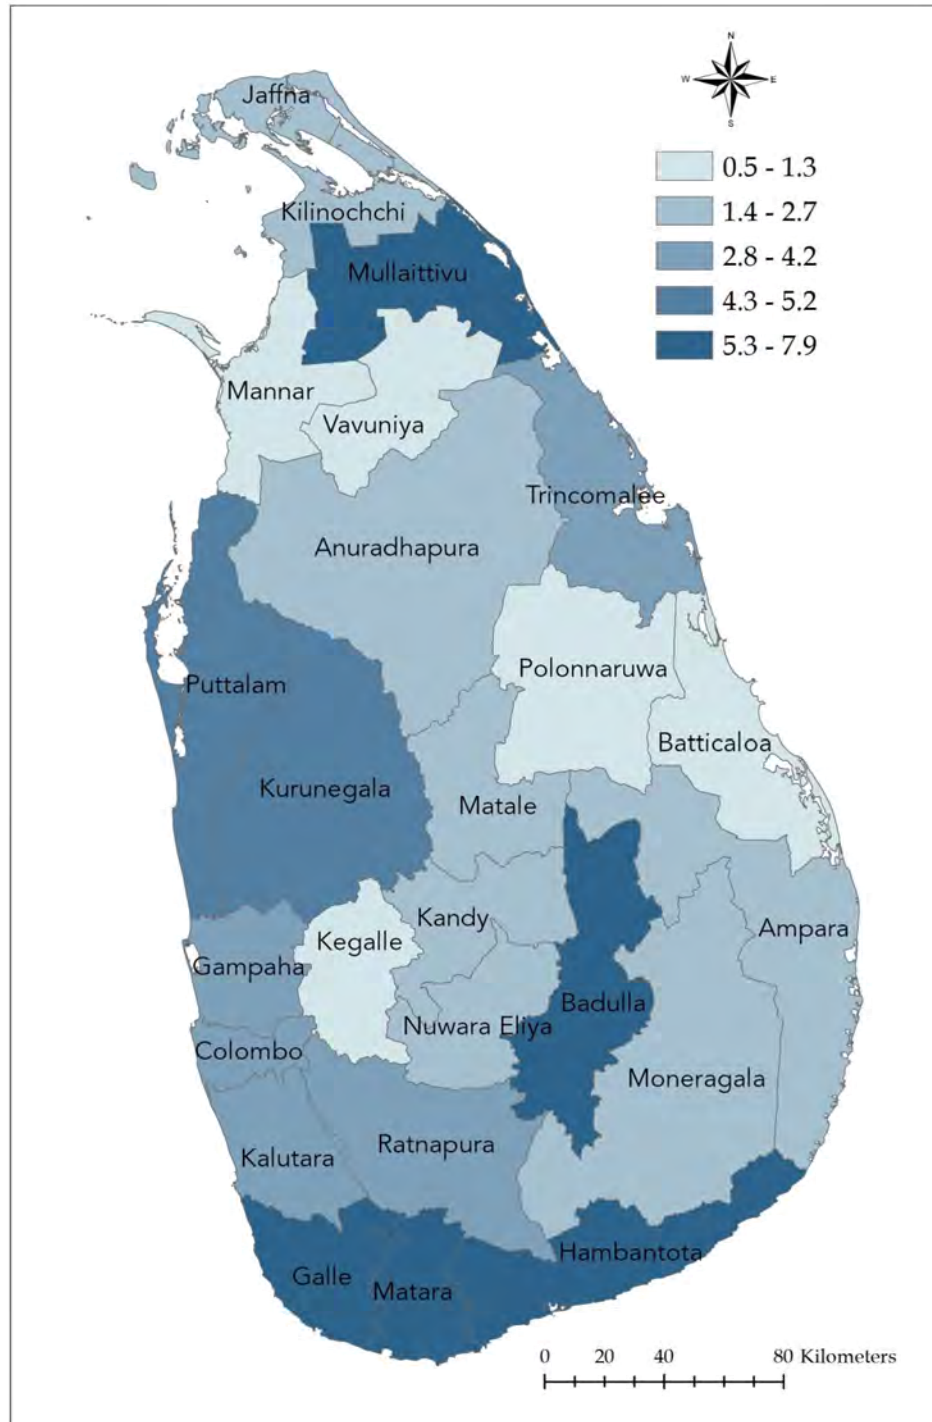 N
W E
S
Jaffna
0.5 - 1.3
1.4 - 2.7
Kilinochchi
2.8 - 4.2
Mullaittivu
4.3 - 5.2
5.3 - 7.9
Mannar
Vavuniya
Trincomalee
Anuradhapura
Polonnaruwa
Puttalam
Batticaloa
Kurunegala
Matale
Kandy
Ampara
Kegalle
Gampaha
Badulla
Nuwara Eliya
Colombo
Moneragala
Ratnapura
Kalutara
Hambantota
Galle
Matara
0 20 40 80 Kilometers